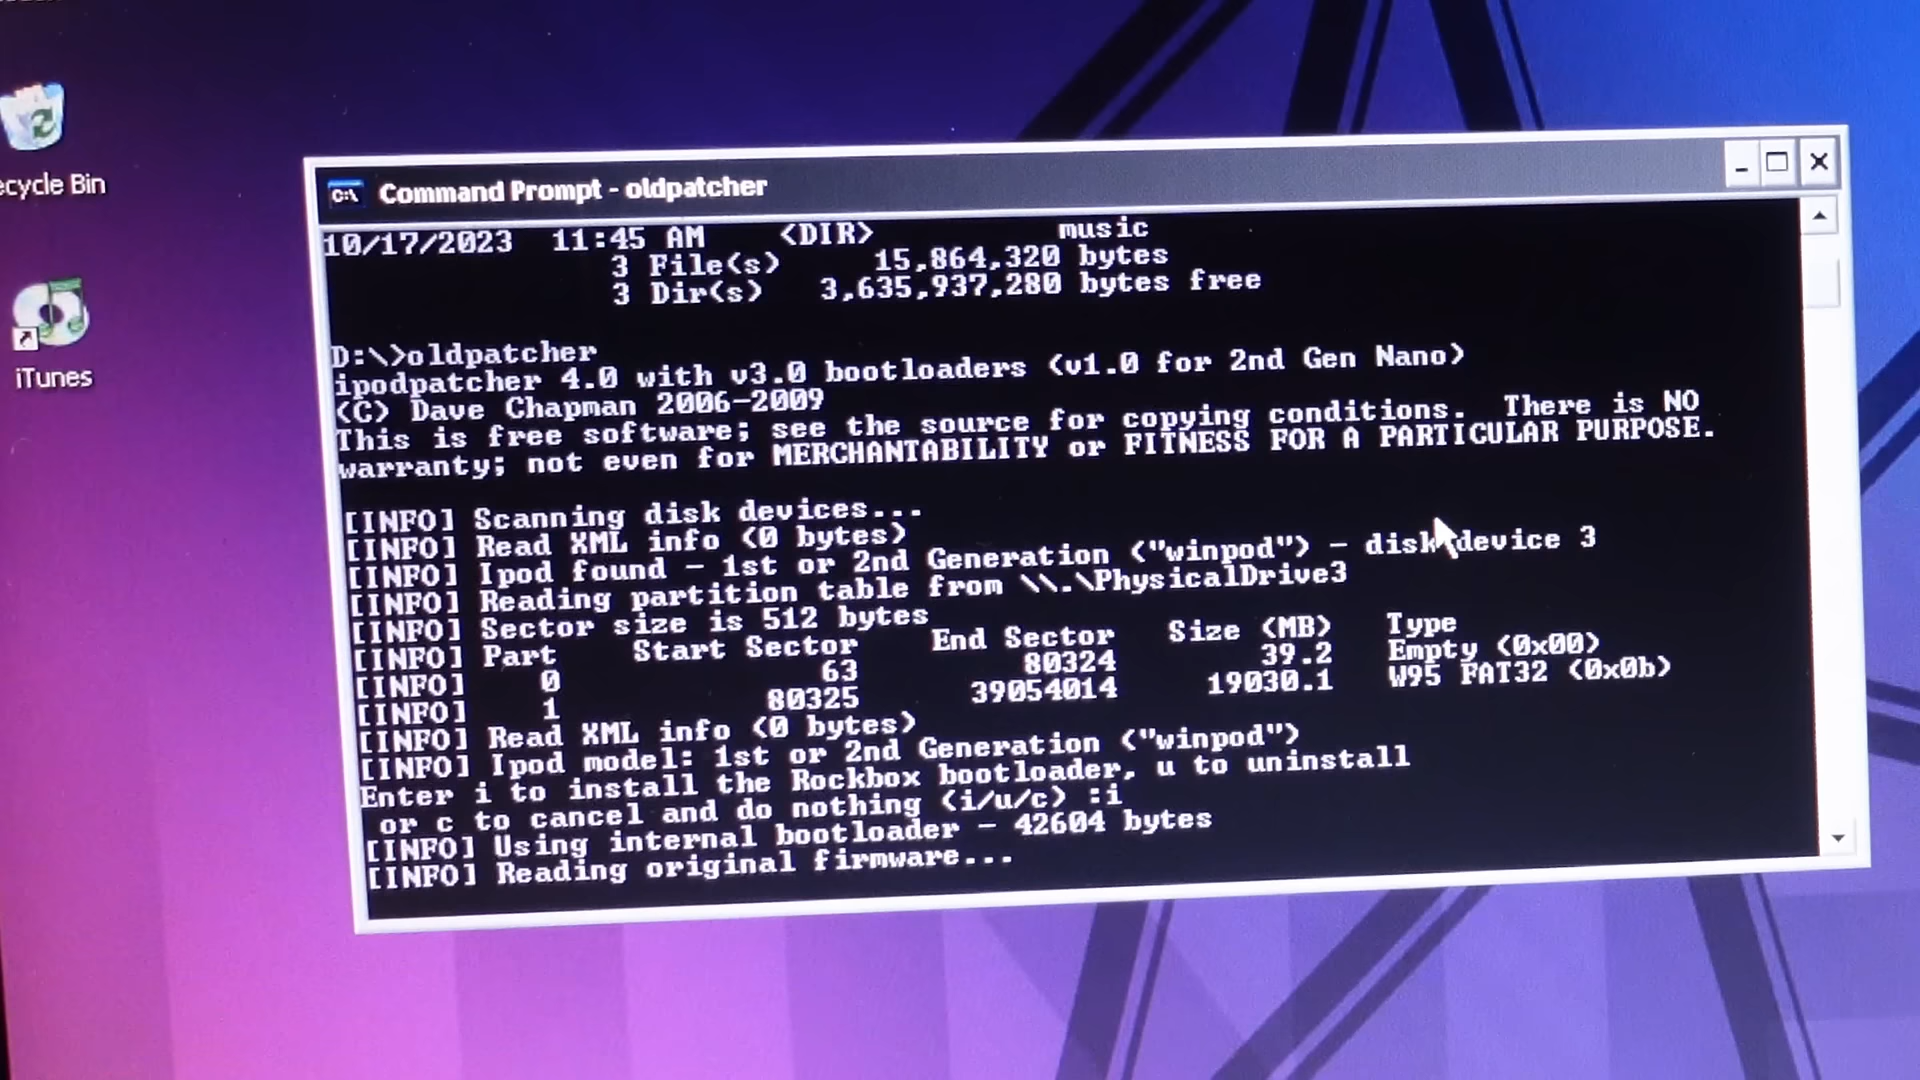 ecycle Bin
iTunes
Command Prompt - oldpatcher
10/17/2023  11:45 AM    <DIR>          music
3 File(s)     15,864,320 bytes
3 Dir(s)   3,635,937,280 bytes free
D:\>oldpatcher
ipodpatcher 4.0 with v3.0 bootloaders (v1.0 for 2nd Gen Nano)
(C) Dave Chapman 2006-2009
This is free software; see the source for copying conditions.  There is NO
warranty; not even for MERCHANTABILITY or FITNESS FOR A PARTICULAR PURPOSE.
[INFO] Scanning disk devices...
[INFO] Read XML info (0 bytes)
[INFO] Ipod found - 1st or 2nd Generation ("winpod") - disk device 3
[INFO] Reading partition table from \\.\PhysicalDrive3
[INFO] Sector size is 512 bytes
[INFO] Part    Start Sector    End Sector   Size (MB)   Type
[INFO]    0              63         80324        39.2   Empty (0x00)
[INFO]    1           80325      39054014     19030.1   W95 FAT32 (0x0b)
[INFO] Read XML info (0 bytes)
[INFO] Ipod model: 1st or 2nd Generation ("winpod")
Enter i to install the Rockbox bootloader, u to uninstall
or c to cancel and do nothing (i/u/c) :i
[INFO] Using internal bootloader - 42604 bytes
[INFO] Reading original firmware...